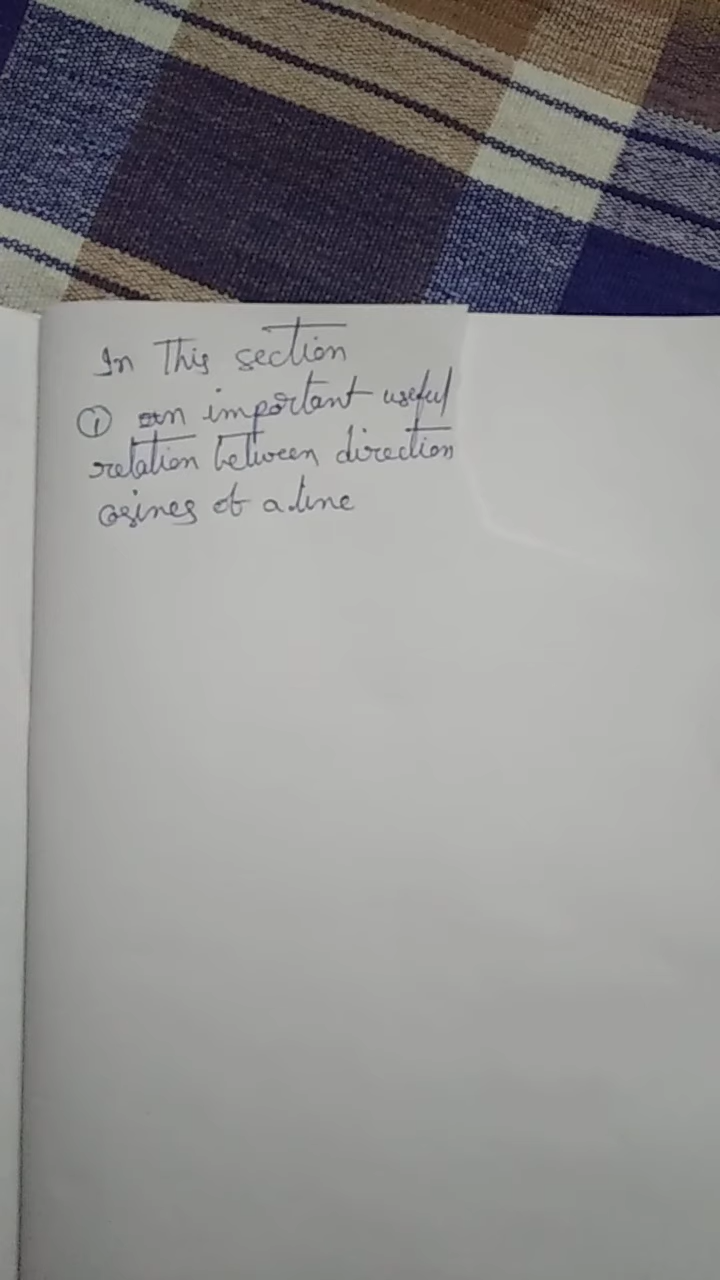 In This section
① an important useful
relation between direction
cosines of a line